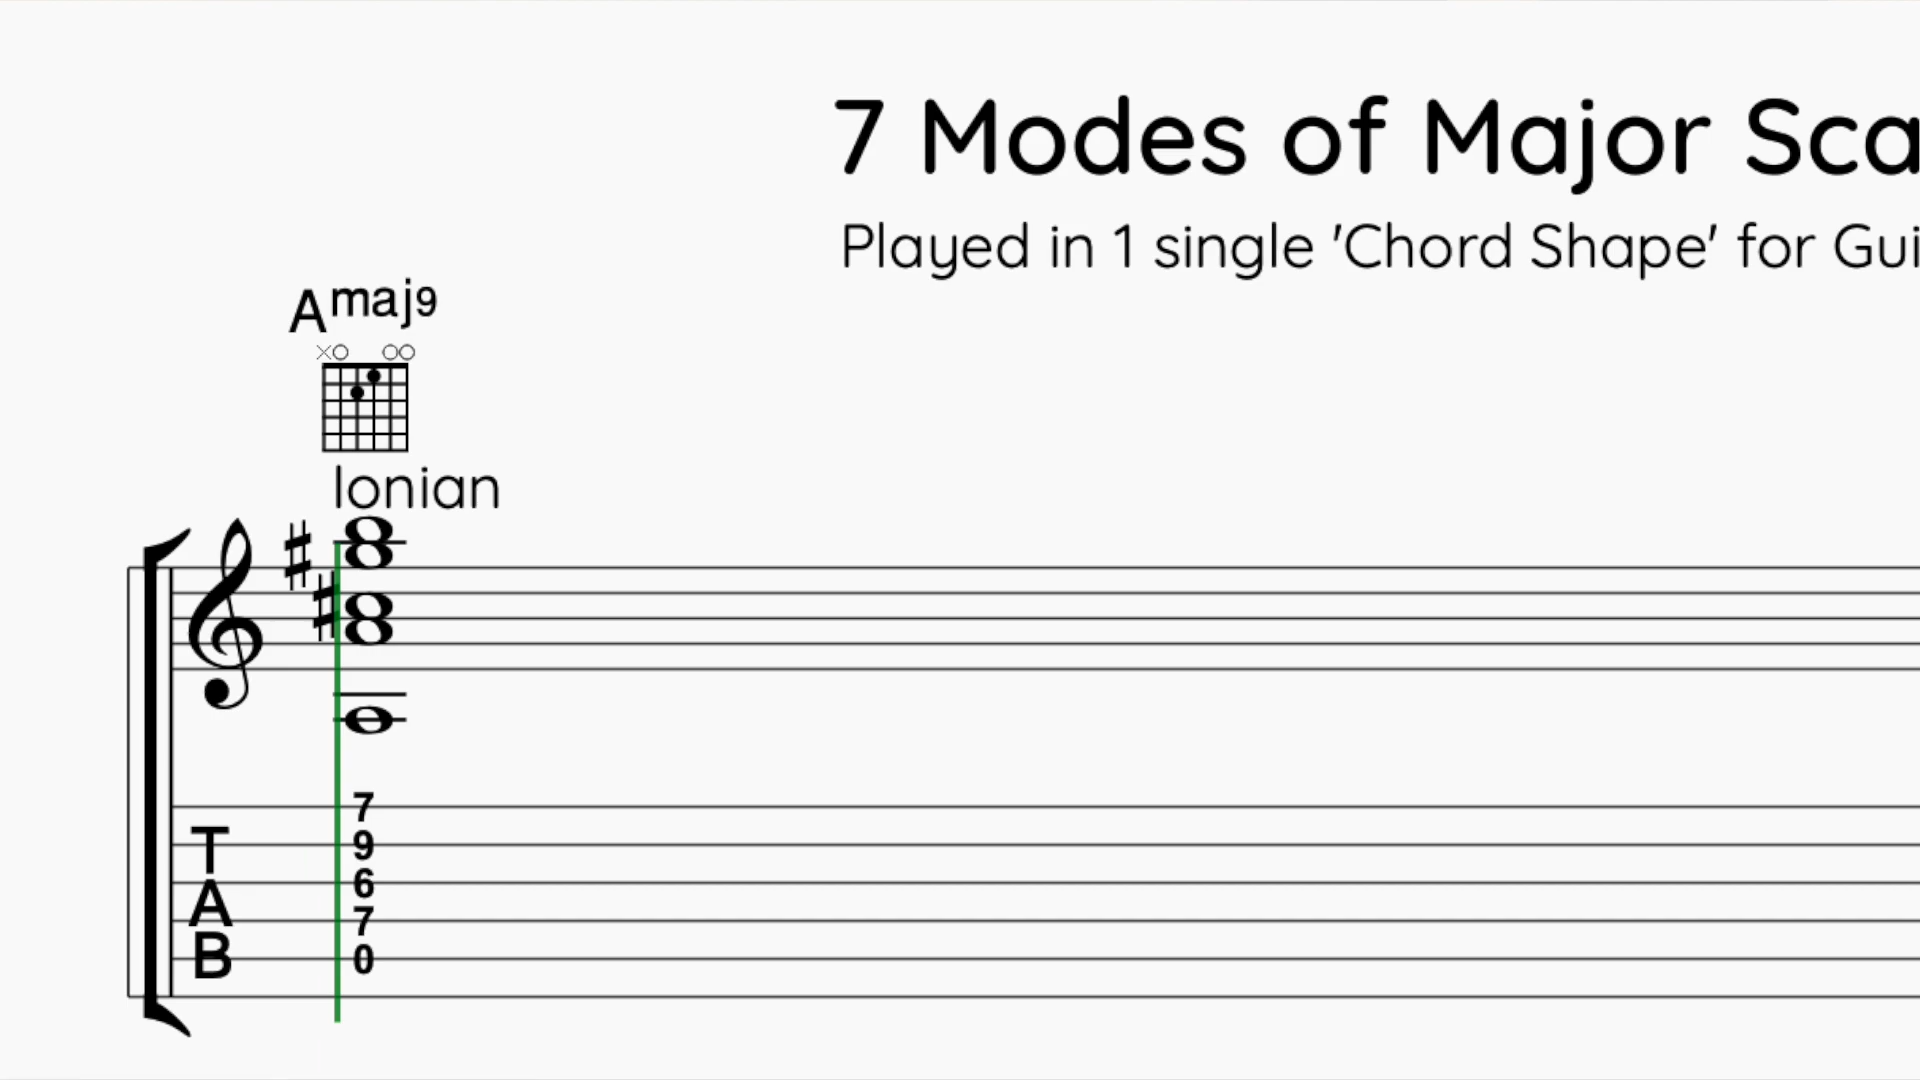 7 Modes of Major Sca
Played in 1 single 'Chord Shape' for Gui
Amaj9
Ionian
7
T 9
6
A 7
B 0